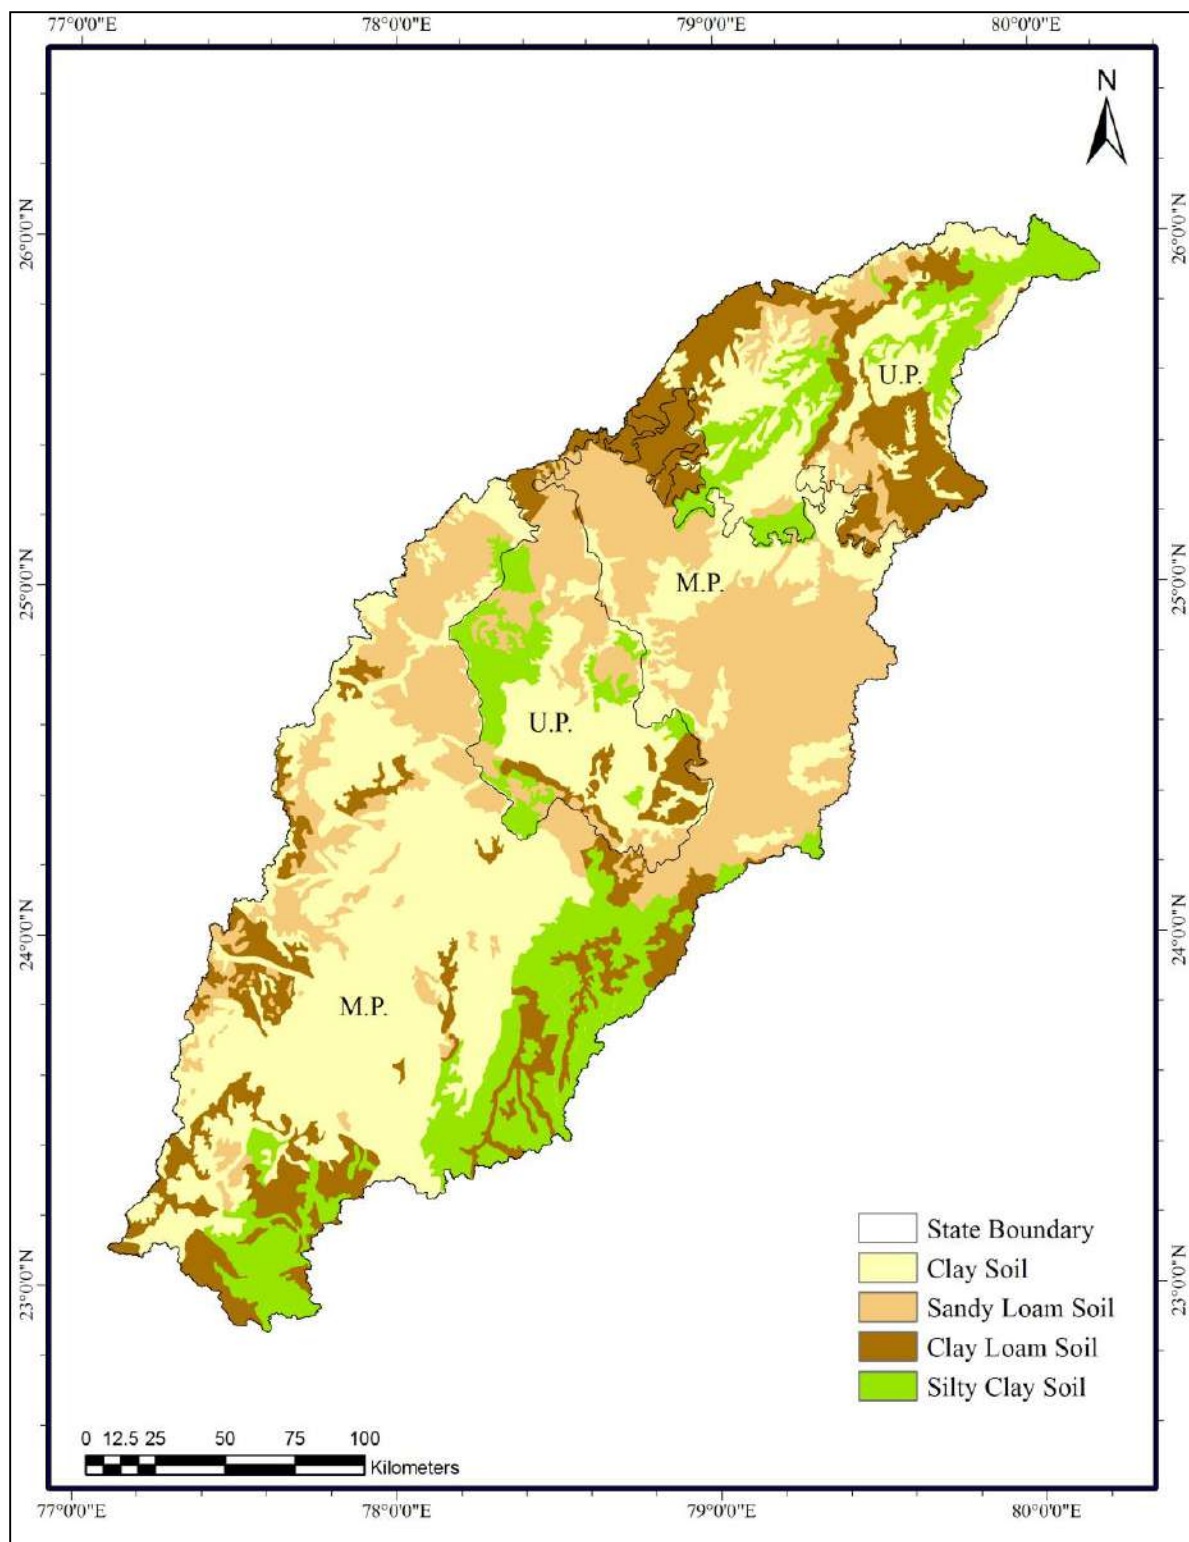 77°0'0"E 78°0'0"E 79°0'0"E 80°0'0"E
N
26°0'0"N 26°0'0"N
U.P.
25°0'0"N M.P. 25°0'0"N
U.P.
24°0'0"N 24°0'0"N
M.P.
State Boundary
Clay Soil
23°0'0"N 23°0'0"N
Sandy Loam Soil
Clay Loam Soil
Silty Clay Soil
0 12.5 25 50 75 100
Kilometers
77°0'0"E 78°0'0"E 79°0'0"E 80°0'0"E